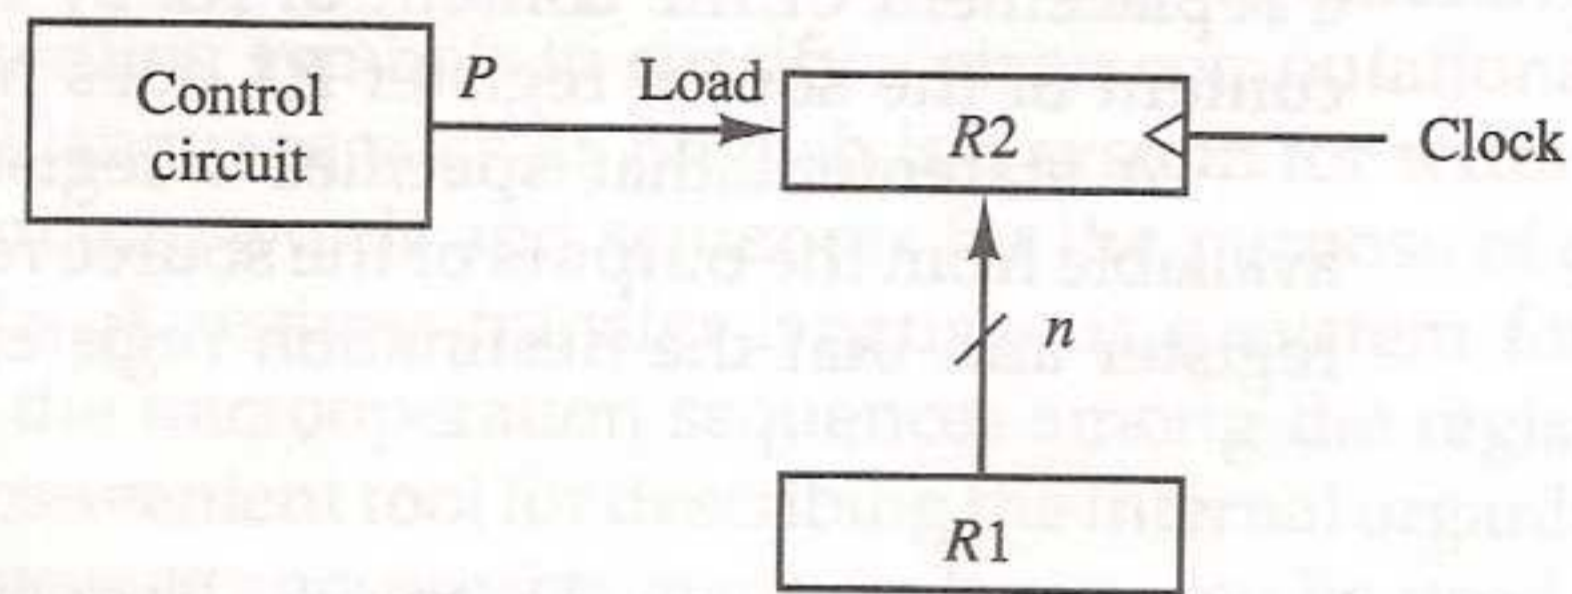 Control
circuit
P
Load
R2
Clock
n
R1